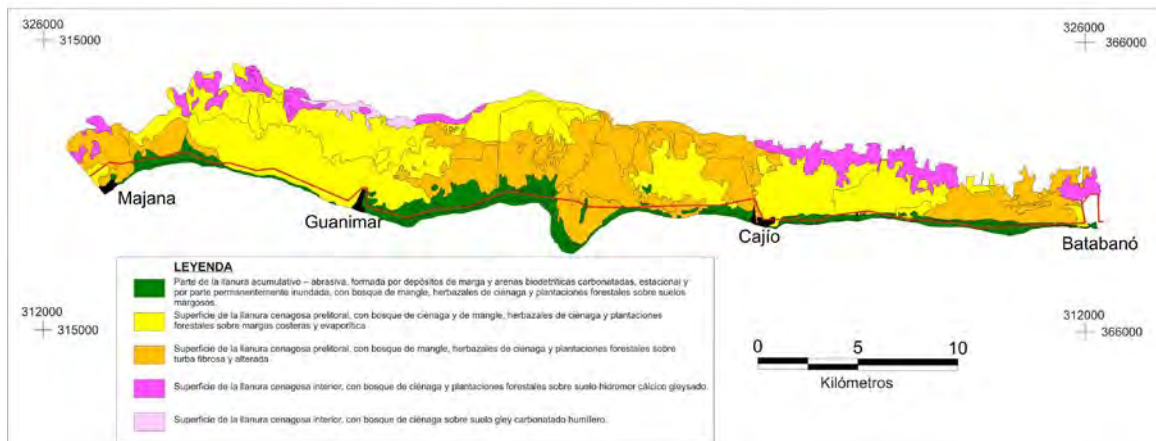 326000
315000
326000
366000
Majana
Guanimar
Cajío
Batabanó
LEYENDA
Parte de la llanura acumulativo – abrasiva, formada por depósitos de marga y arenas biodetríticas carbonatadas, estacional y
por parte permanentemente inundada, con bosque de mangle, herbazales de ciénaga y plantaciones forestales sobre suelos
margosos.
Superficie de la llanura cenagosa prelitoral, con bosque de ciénaga y de mangle, herbazales de ciénaga y plantaciones
forestales sobre margas costeras y evaporítica
Superficie de la llanura cenagosa prelitoral, con bosque de mangle, herbazales de ciénaga y plantaciones forestales sobre
turba fibrosa y alterada
Superficie de la llanura cenagosa interior, con bosque de ciénaga y plantaciones forestales sobre suelo hidromor cálcico gleysado.
Superficie de la llanura cenagosa interior, con bosque de ciénaga sobre suelo gley carbonatado humífero.
312000
315000
312000
366000
0 5 10
Kilómetros